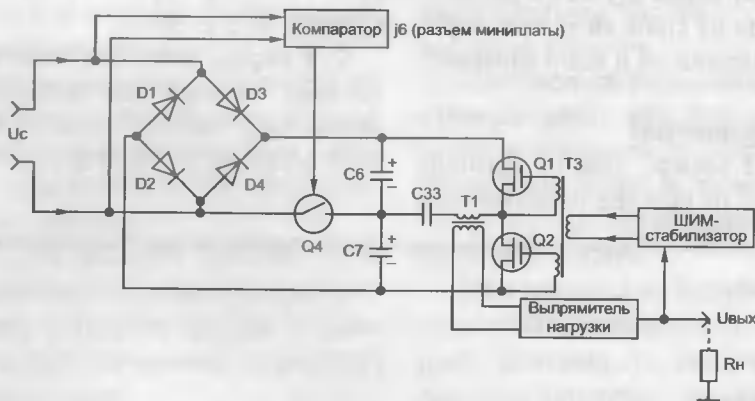 Компаратор
j6 (разъем миниплаты)
D1
D3
Uc
D2
D4
Q4
C6
+
–
C7
+
–
C33
T1
Q1
T3
Q2
ШИМ-
стабилизатор
Выпрямитель
нагрузки
Uвых
Rн